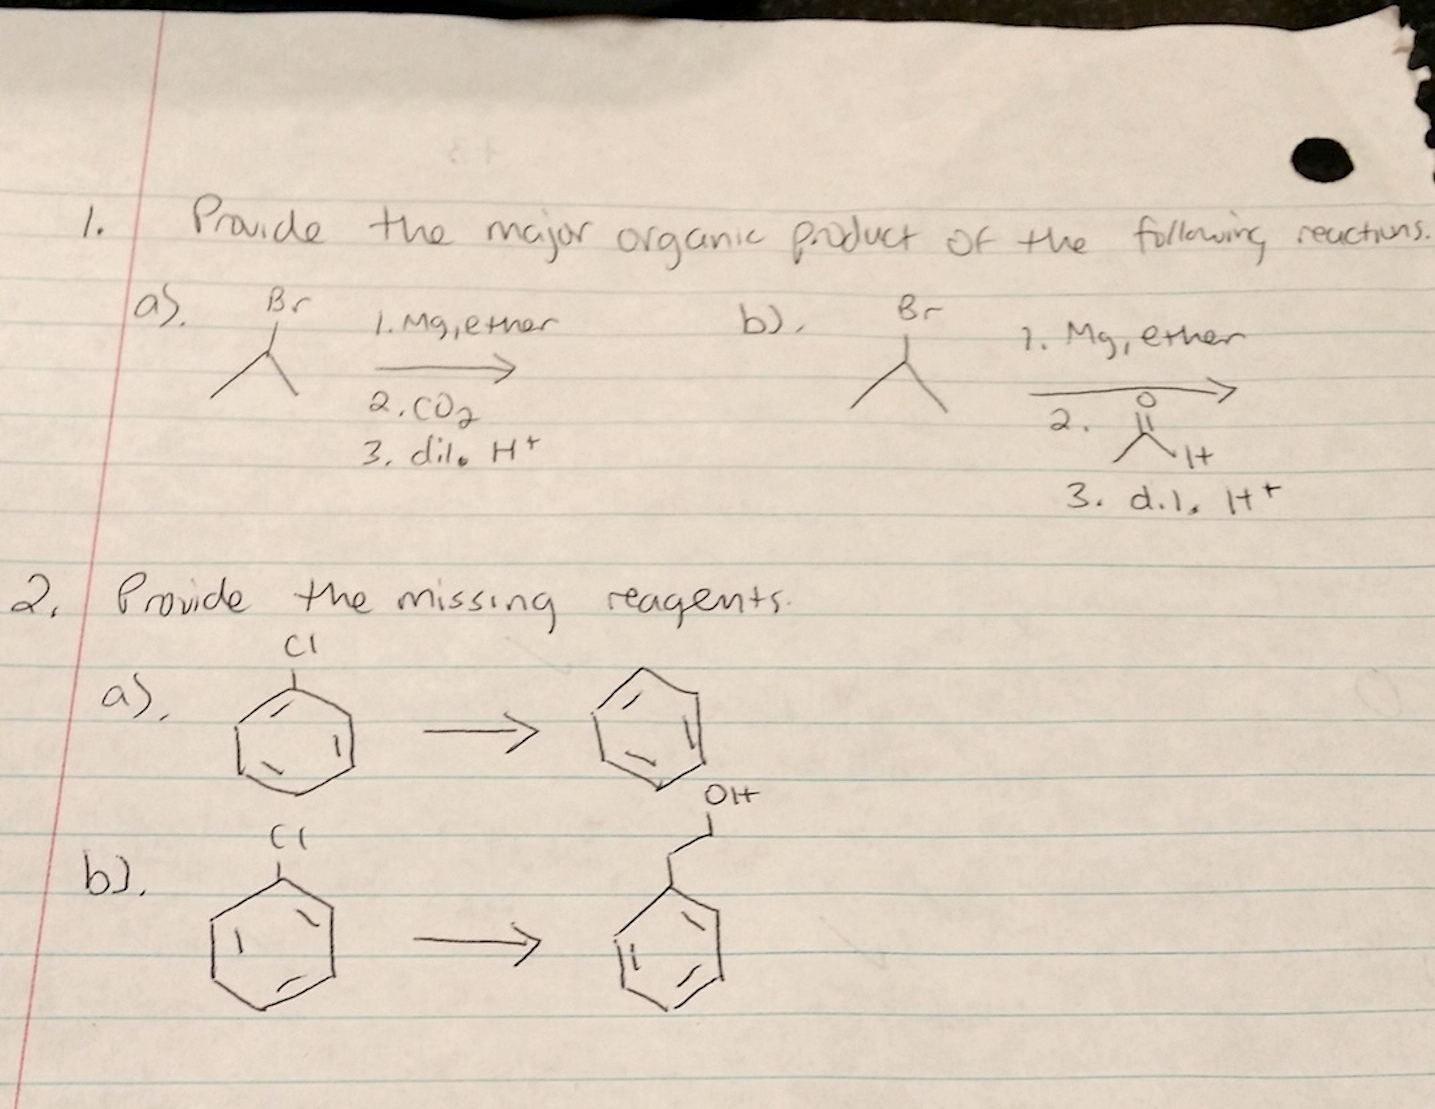 1. Provide the major organic product of the following reactions.
a). Br 1. Mg, ether
2. CO2
3. dil. H+
b). Br 1. Mg, ether
2. O H
3. dil. H+
2. Provide the missing reagents.
a). Cl
b). Cl OH